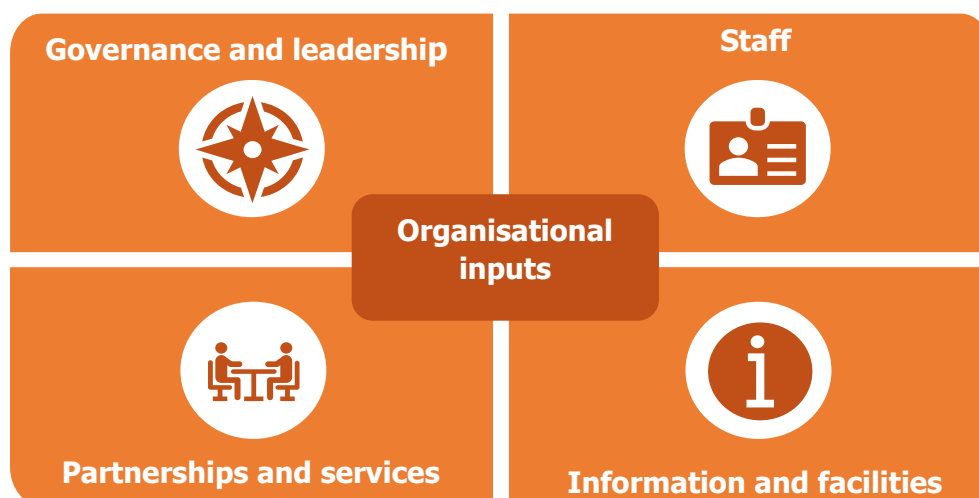 Governance and leadership
Staff
Organisational
inputs
Partnerships and services
Information and facilities